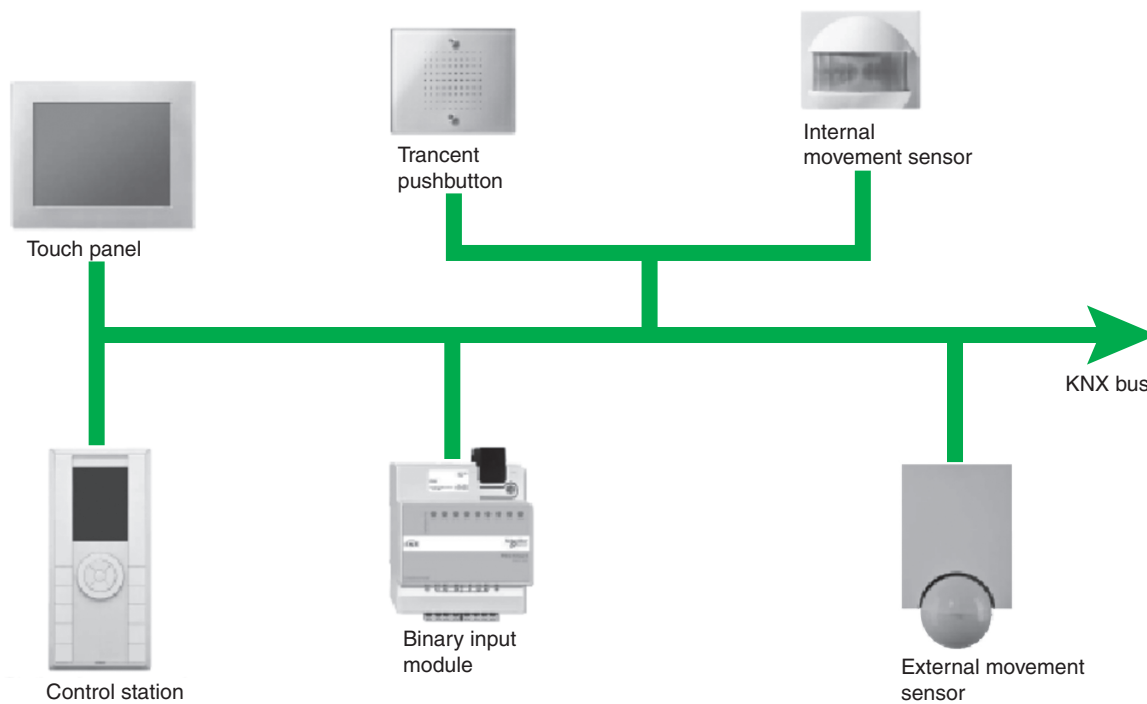 Trancent
pushbutton
Internal
movement sensor
Touch panel
KNX bus
Binary input
module
External movement
sensor
Control station